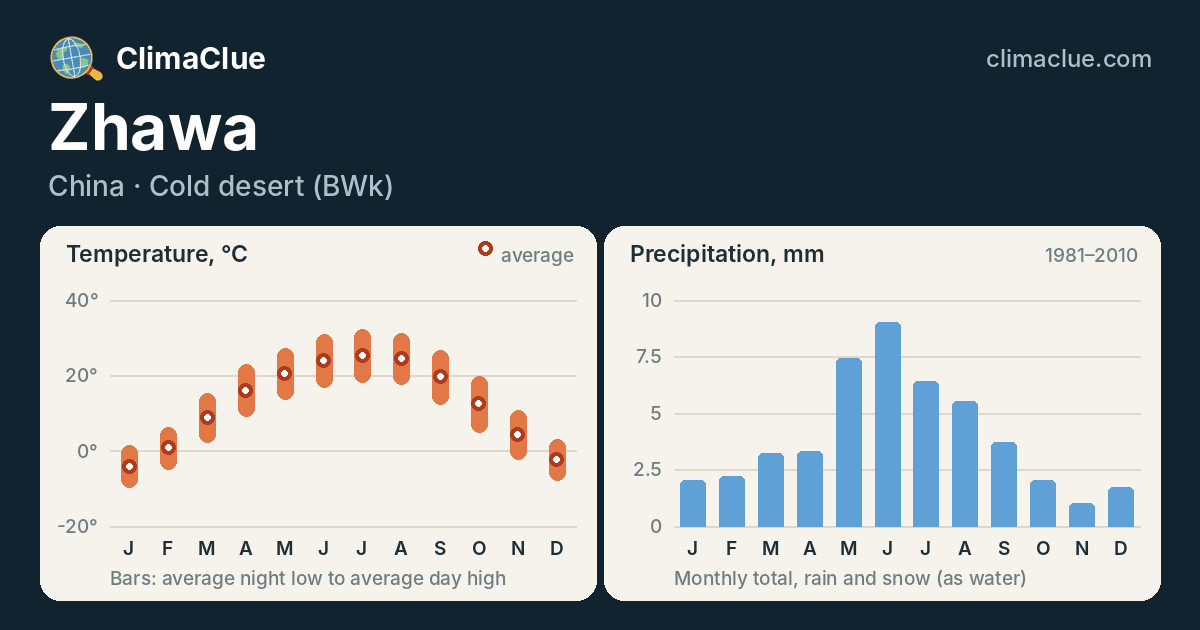 ClimaClue
climaclue.com
Zhawa
China · Cold desert (BWk)
Temperature, °C
average
40°
20°
0°
-20°
J F M A M J J A S O N D
Bars: average night low to average day high
Precipitation, mm
1981–2010
10
7.5
5
2.5
0
J F M A M J J A S O N D
Monthly total, rain and snow (as water)